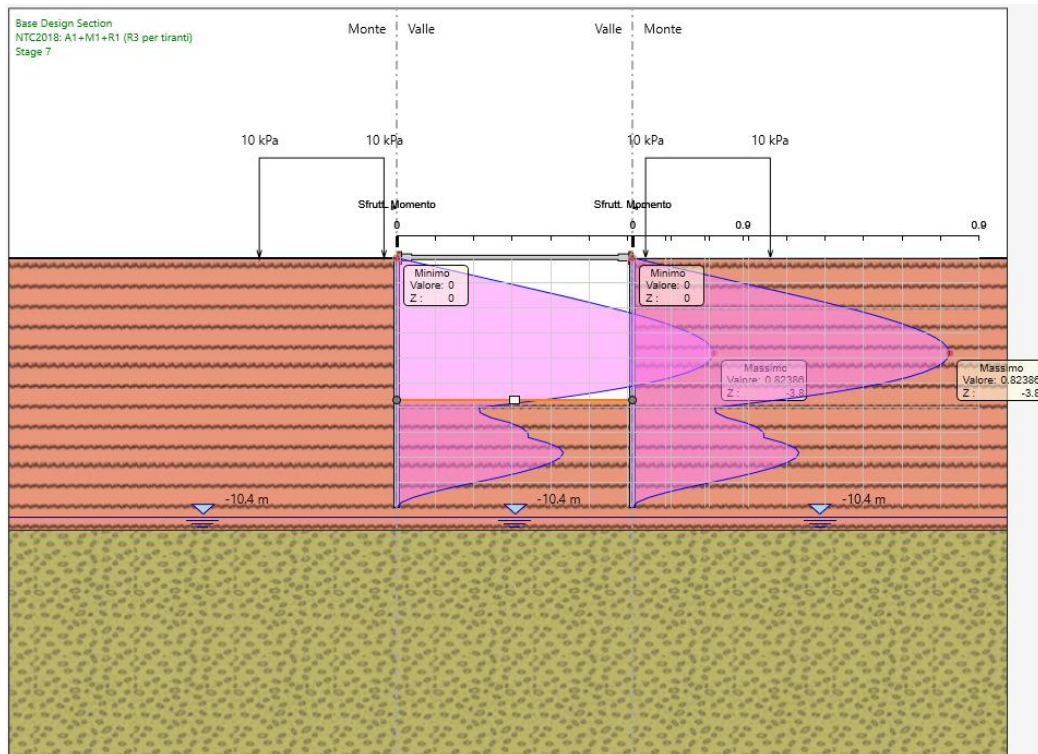 Base Design Section
NTC2018: A1+M1+R1 (R3 per tiranti)
Stage 7
Monte Valle
Valle Monte
10 kPa
10 kPa
10 kPa
10 kPa
Sfrutt. Momento
Sfrutt. Momento
0
0
0.9
0.9
Minimo
Valore: 0
Z : 0
Minimo
Valore: 0
Z : 0
Massimo
Valore: 0.82386
Z : -3.8
Massimo
Valore: 0.82386
Z : -3.8
-10,4 m
-10,4 m
-10,4 m